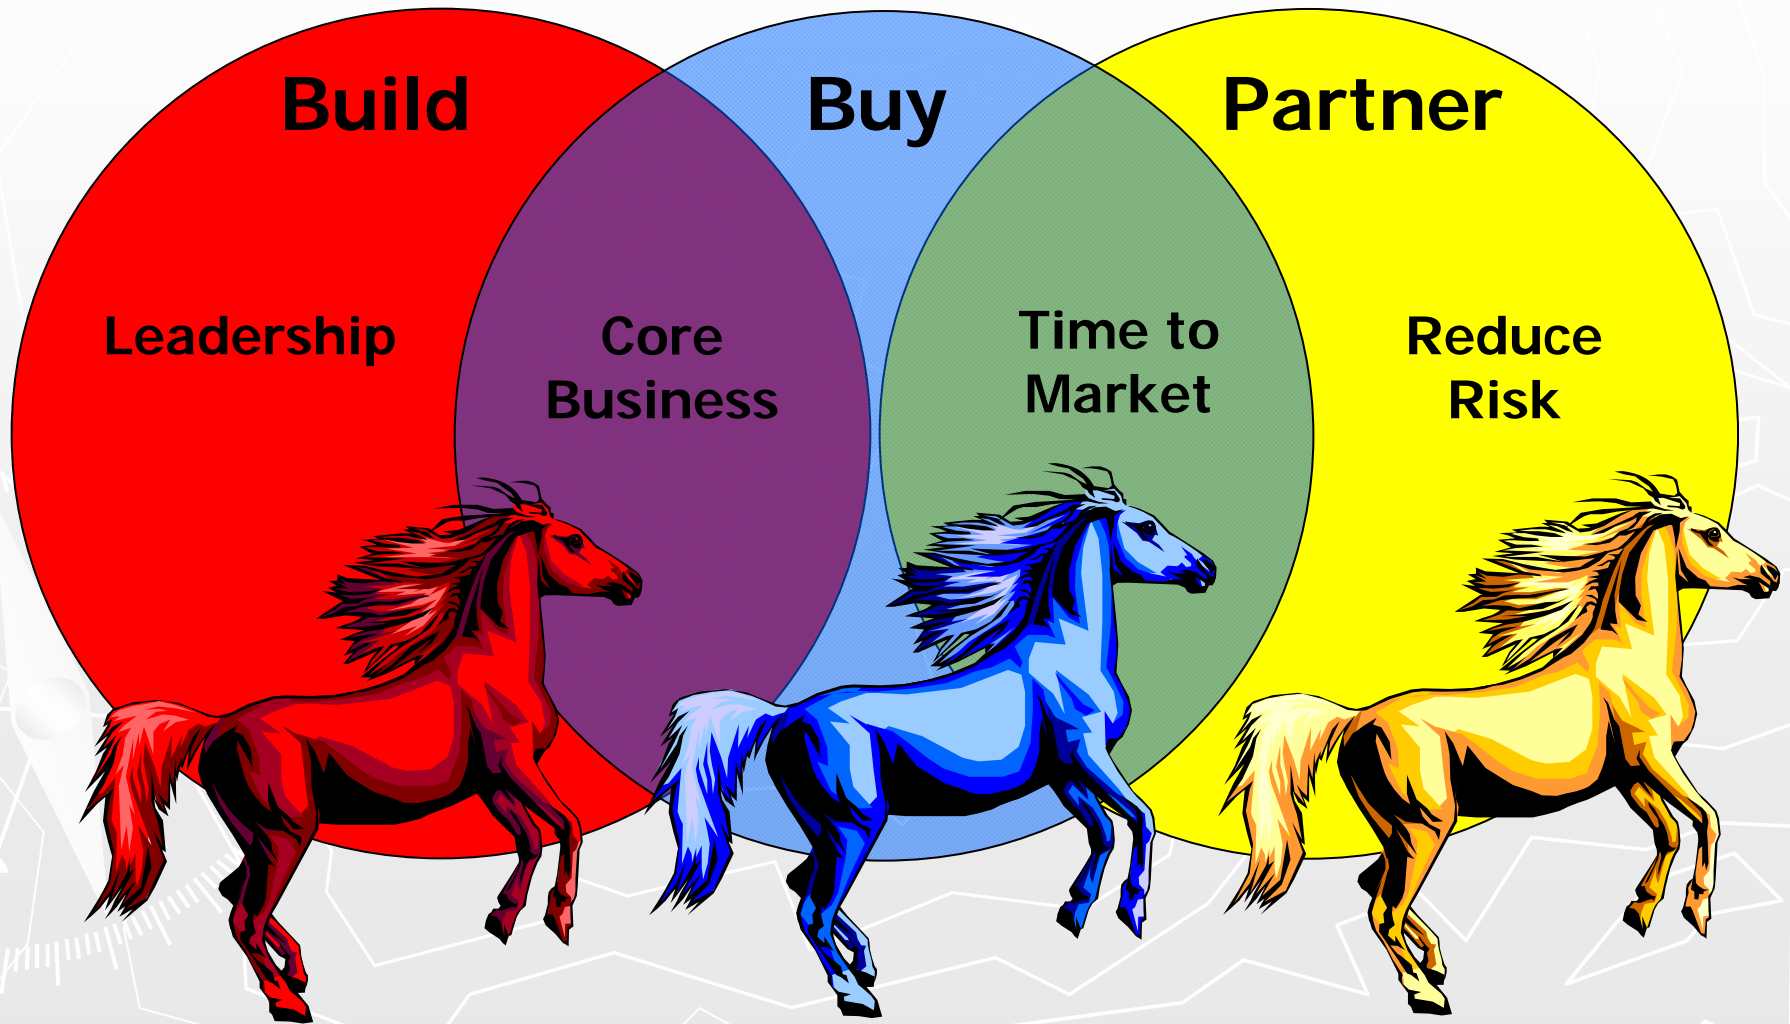 Build
Buy
Partner
Leadership
Core
Business
Time to
Market
Reduce
Risk